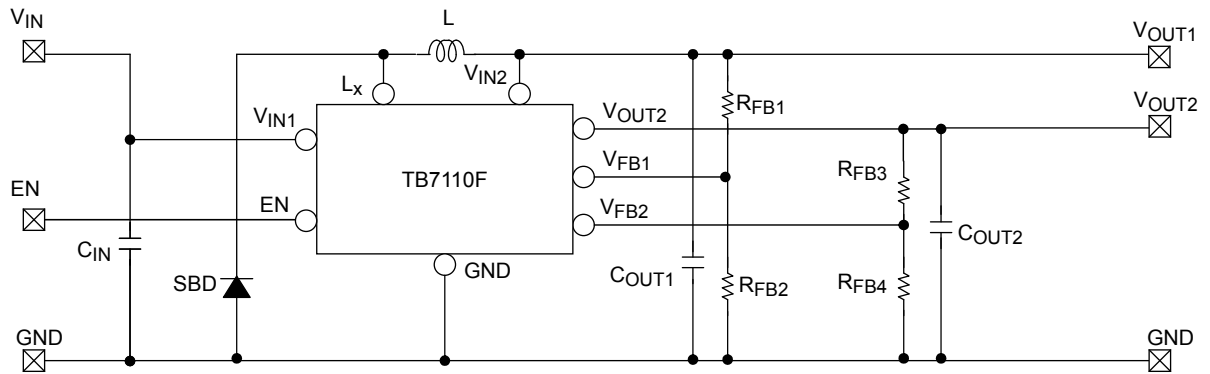 VIN
L
VOUT1
LX
VIN2
VIN1
VOUT2
RFB1
VOUT2
VFB1
TB7110F
RFB3
EN
EN
VFB2
CIN
COUT2
GND
SBD
COUT1
RFB2
RFB4
GND
GND